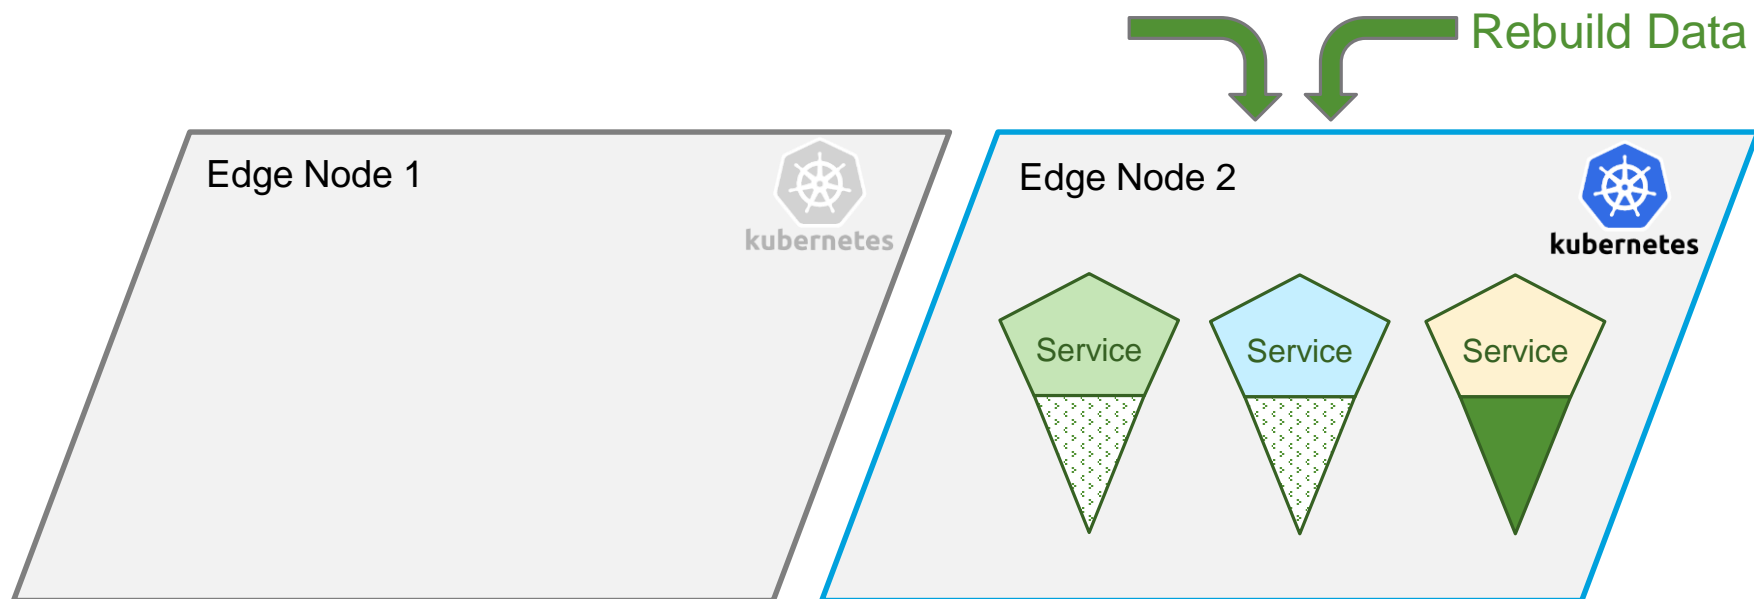 Rebuild Data
Edge Node 1
kubernetes
Edge Node 2
kubernetes
Service
Service
Service